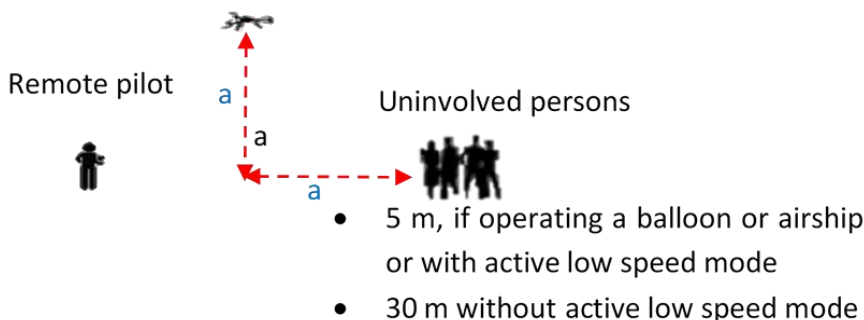 Remote pilot
a
Uninvolved persons
a
a
• 5 m, if operating a balloon or airship
or with active low speed mode
• 30 m without active low speed mode